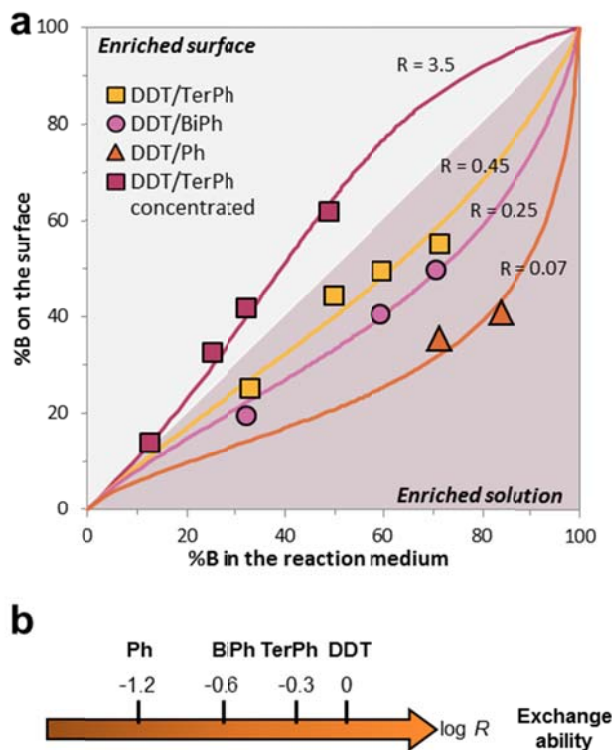 a
Enriched surface
DDT/TerPh
DDT/BiPh
DDT/Ph
DDT/TerPh
concentrated
R = 3.5
R = 0.45
R = 0.25
R = 0.07
Enriched solution
%B on the surface
100
80
60
40
20
0
0 20 40 60 80 100
%B in the reaction medium
b
Ph BiPh TerPh DDT
-1.2 -0.6 -0.3 0
log R
Exchange
ability